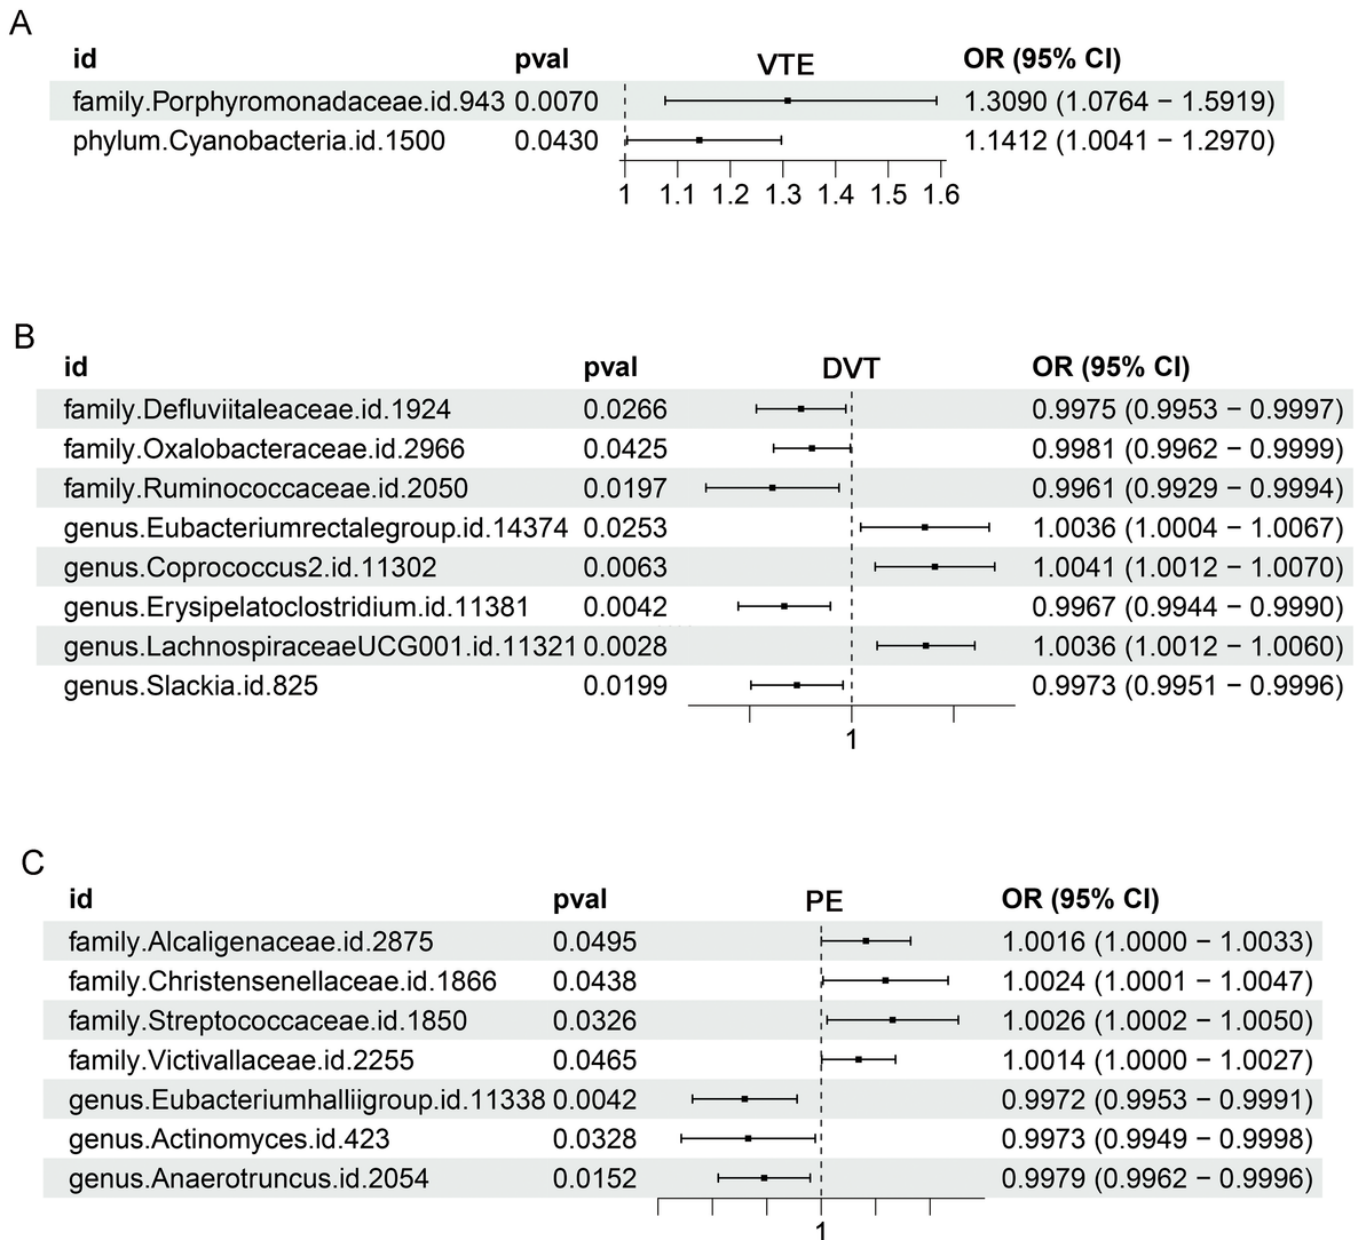 A
id pval VTE OR (95% CI)
family.Porphyromonadaceae.id.943 0.0070 1.3090 (1.0764 − 1.5919)
phylum.Cyanobacteria.id.1500 0.0430 1.1412 (1.0041 − 1.2970)
1 1.1 1.2 1.3 1.4 1.5 1.6
B
id pval DVT OR (95% CI)
family.Defluviitaleaceae.id.1924 0.0266 0.9975 (0.9953 − 0.9997)
family.Oxalobacteraceae.id.2966 0.0425 0.9981 (0.9962 − 0.9999)
family.Ruminococcaceae.id.2050 0.0197 0.9961 (0.9929 − 0.9994)
genus.Eubacteriumrectalegroup.id.14374 0.0253 1.0036 (1.0004 − 1.0067)
genus.Coprococcus2.id.11302 0.0063 1.0041 (1.0012 − 1.0070)
genus.Erysipelatoclostridium.id.11381 0.0042 0.9967 (0.9944 − 0.9990)
genus.LachnospiraceaeUCG001.id.11321 0.0028 1.0036 (1.0012 − 1.0060)
genus.Slackia.id.825 0.0199 0.9973 (0.9951 − 0.9996)
1
C
id pval PE OR (95% CI)
family.Alcaligenaceae.id.2875 0.0495 1.0016 (1.0000 − 1.0033)
family.Christensenellaceae.id.1866 0.0438 1.0024 (1.0001 − 1.0047)
family.Streptococcaceae.id.1850 0.0326 1.0026 (1.0002 − 1.0050)
family.Victivallaceae.id.2255 0.0465 1.0014 (1.0000 − 1.0027)
genus.Eubacteriumhalliigroup.id.11338 0.0042 0.9972 (0.9953 − 0.9991)
genus.Actinomyces.id.423 0.0328 0.9973 (0.9949 − 0.9998)
genus.Anaerotruncus.id.2054 0.0152 0.9979 (0.9962 − 0.9996)
1